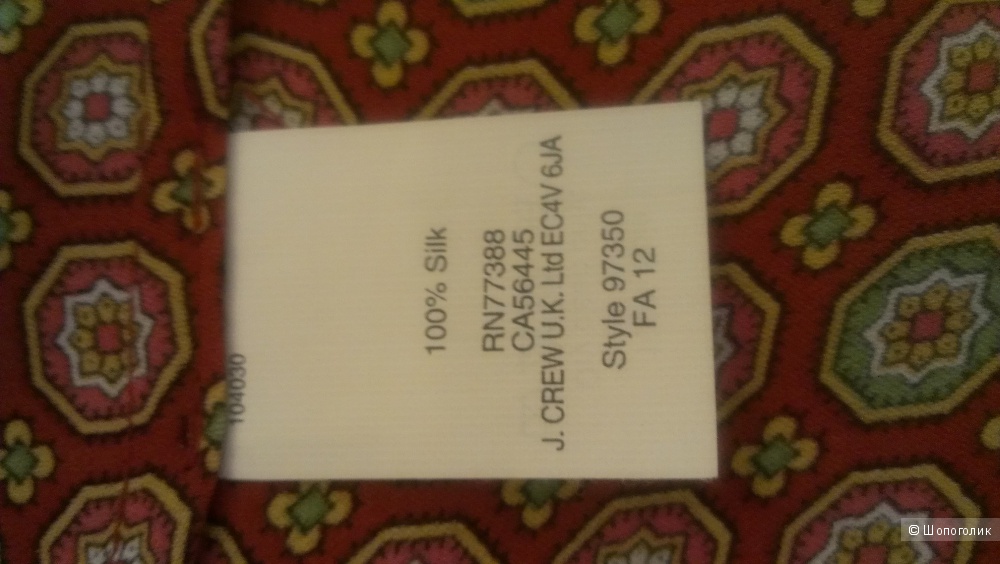 104030
100% Silk
RN77388
CA56445
J. CREW U.K. Ltd EC4V 6JA
Style 97350
FA 12
© Шопоголик